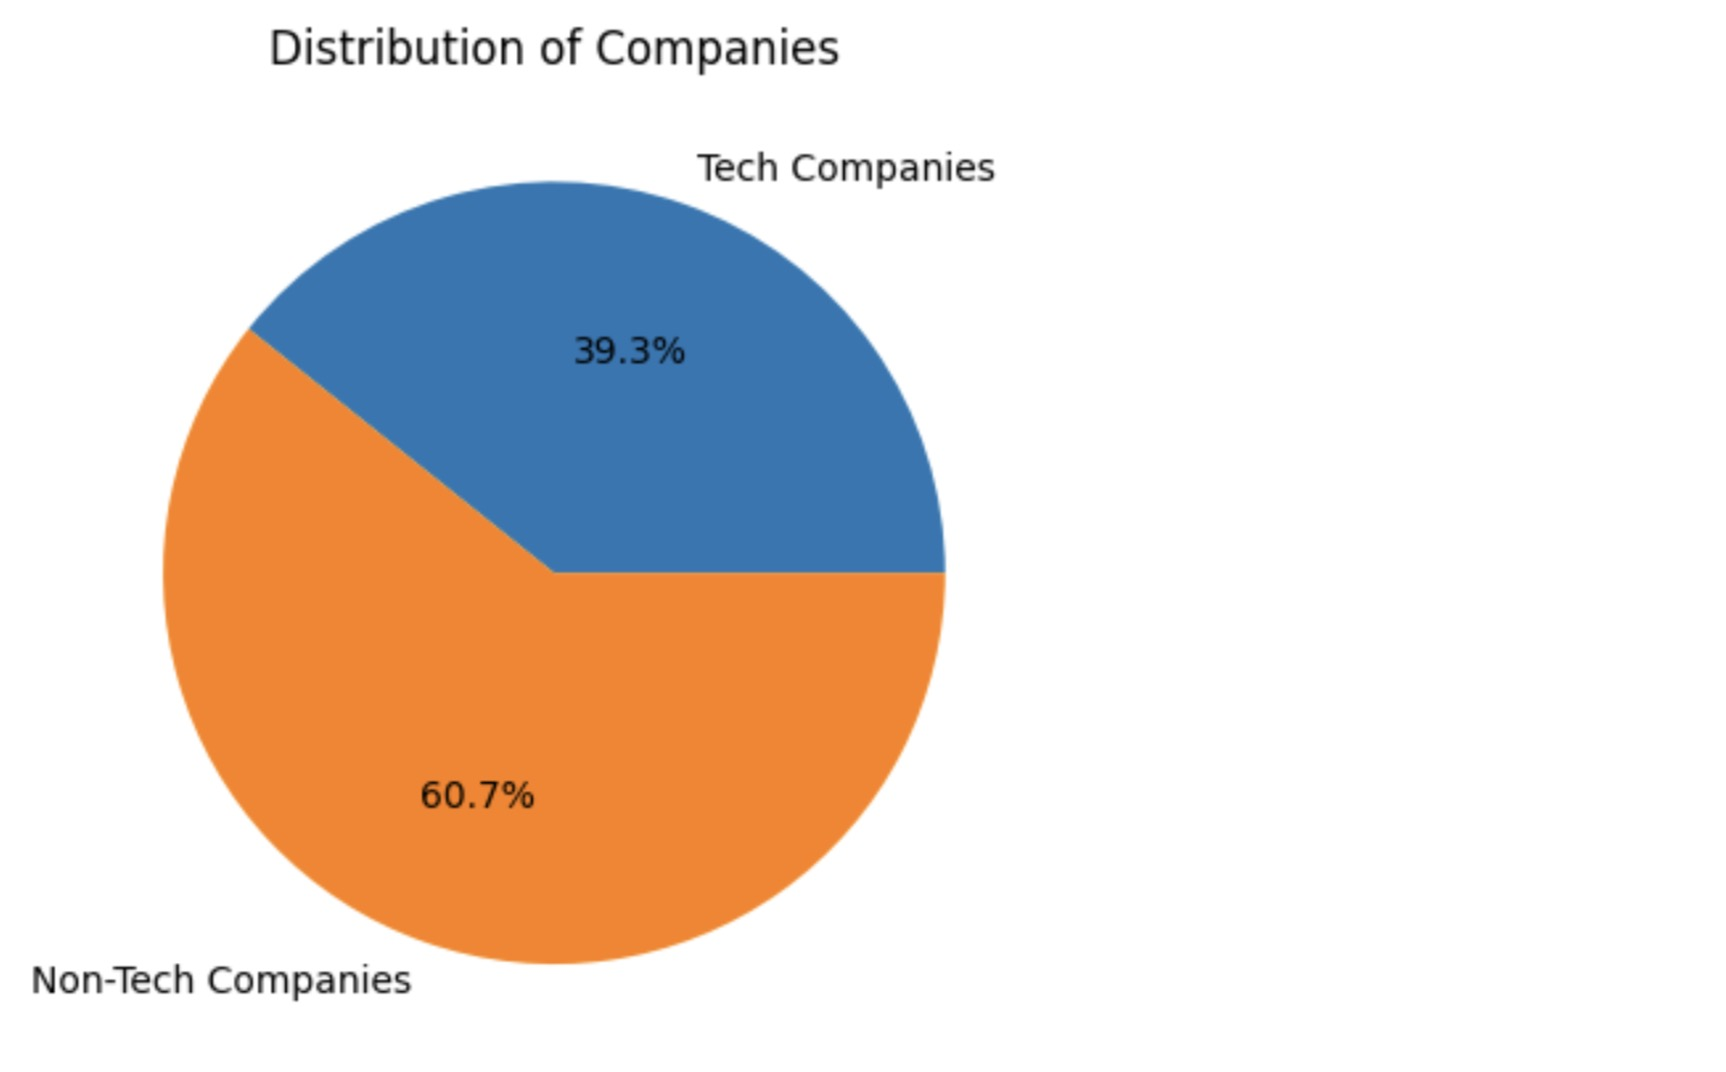 Distribution of Companies
Tech Companies
39.3%
60.7%
Non-Tech Companies